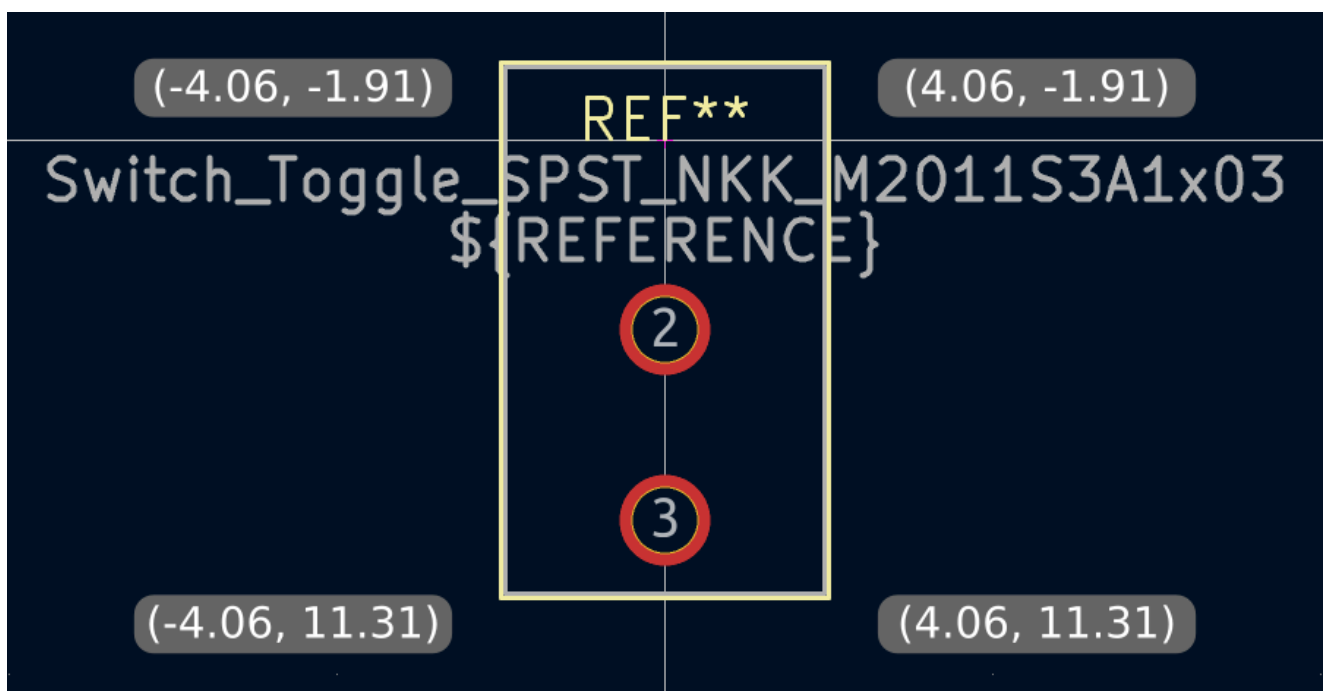 (-4.06, -1.91)
(4.06, -1.91)
REF**
Switch_Toggle_SPST_NKK_M2011S3A1x03
${REFERENCE}
2
3
(-4.06, 11.31)
(4.06, 11.31)